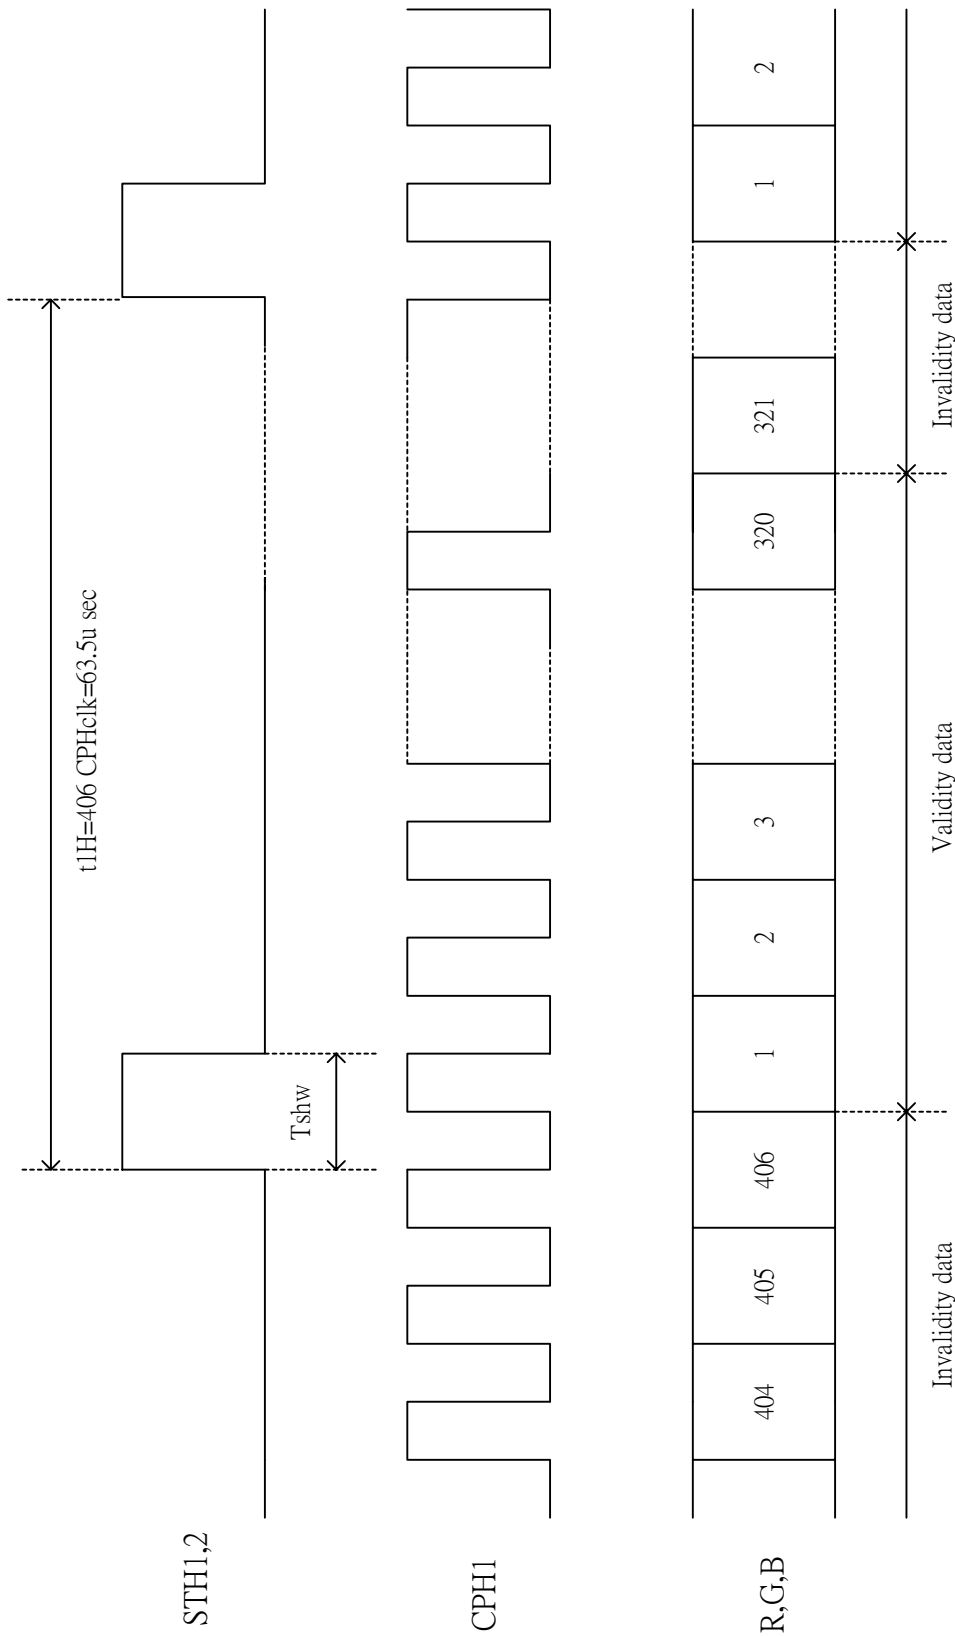 t1H=406 CPHclk=63.5u sec
STH1,2
Tshw
CPH1
R,G,B
404
405
406
1
2
3
320
321
1
2
Invalidity data
Validity data
Invalidity data